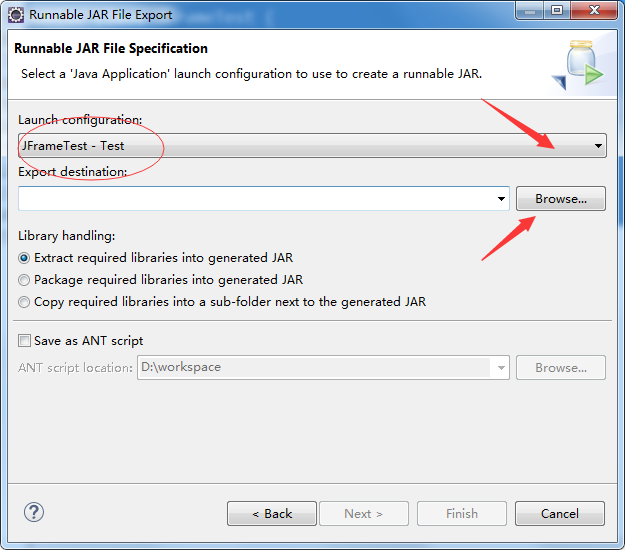 Runnable JAR File Export
Runnable JAR File Specification
Select a 'Java Application' launch configuration to use to create a runnable JAR.
Launch configuration:
JFrameTest - Test
Export destination:
Browse...
Library handling:
Extract required libraries into generated JAR
Package required libraries into generated JAR
Copy required libraries into a sub-folder next to the generated JAR
Save as ANT script
ANT script location: D:\workspace Browse...
? < Back Next > Finish Cancel